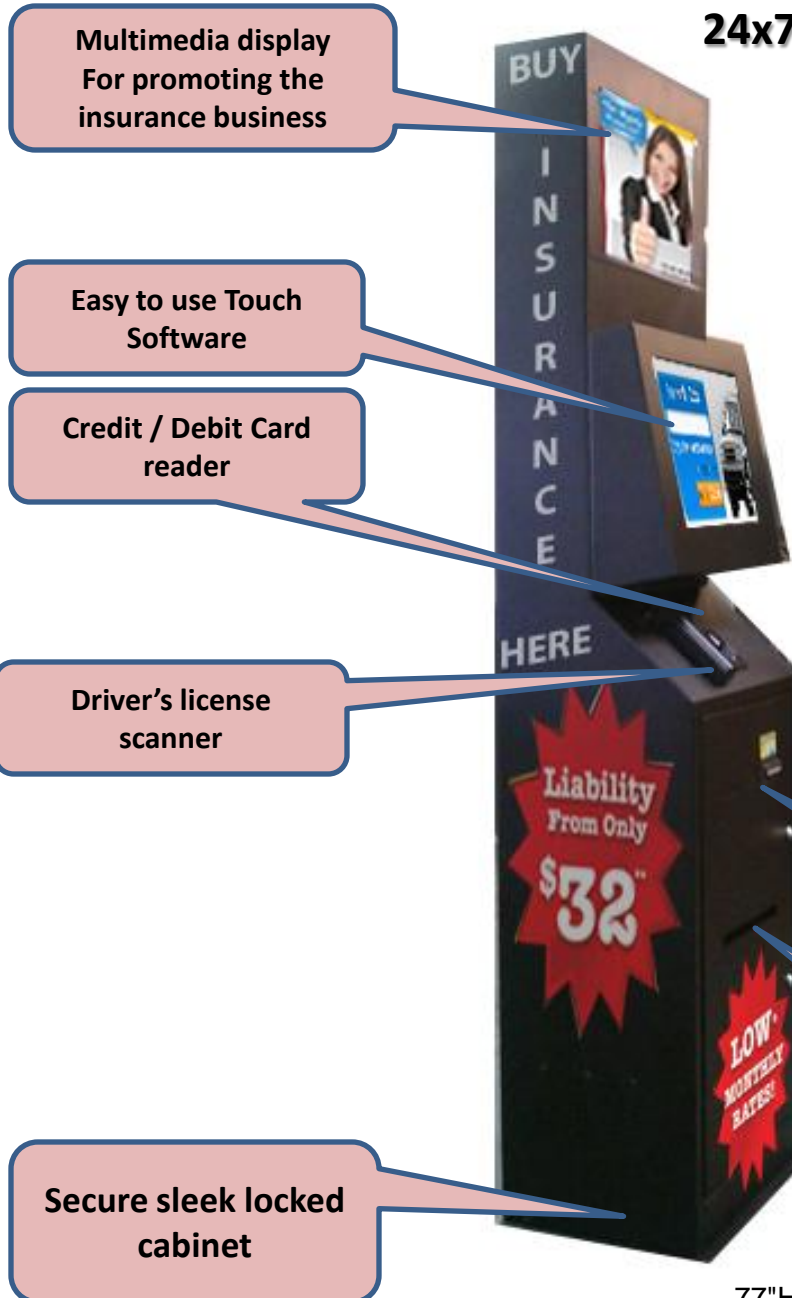 24x7
Multimedia display
For promoting the
insurance business
BUY
INSURANCE
HERE
Easy to use Touch
Software
Credit / Debit Card
reader
Driver’s license
scanner
Liability
From Only
$32
LOW
MONTHLY
RATES!
Secure sleek locked
cabinet
77"H